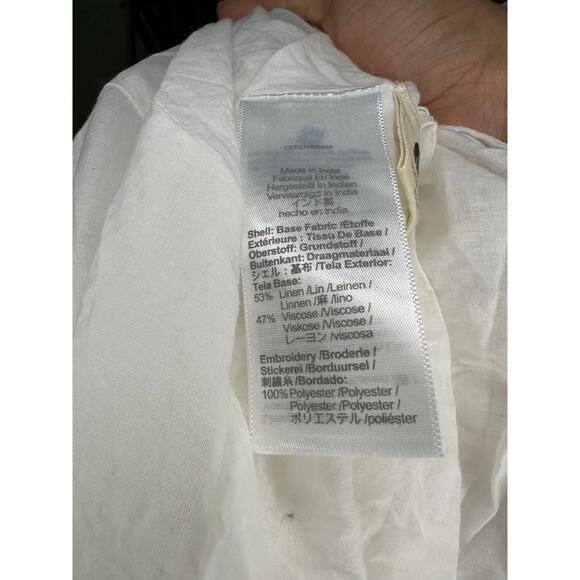 Made in India
Fabriqué En Inde
Hergestellt in Indien
Vervaardigd in India
インド製
hecho en india
Shell: Base Fabric /Étoffe
Extérieure : Tissu De Base /
Oberstoff: Grundstoff /
Buitenkant: Draagmateriaal /
シェル：基布 /Tela Exterior:
Tela Base:
53% Linen /Lin /Leinen /
Linnen /麻 /lino
47% Viscose /Viscose /
Viskose /Viscose /
レーヨン /viscosa
Embroidery /Broderie /
Stickerei /Borduursel /
刺繍糸 /Bordado:
100% Polyester /Polyester /
Polyester /Polyester /
ポリエステル /poliéster